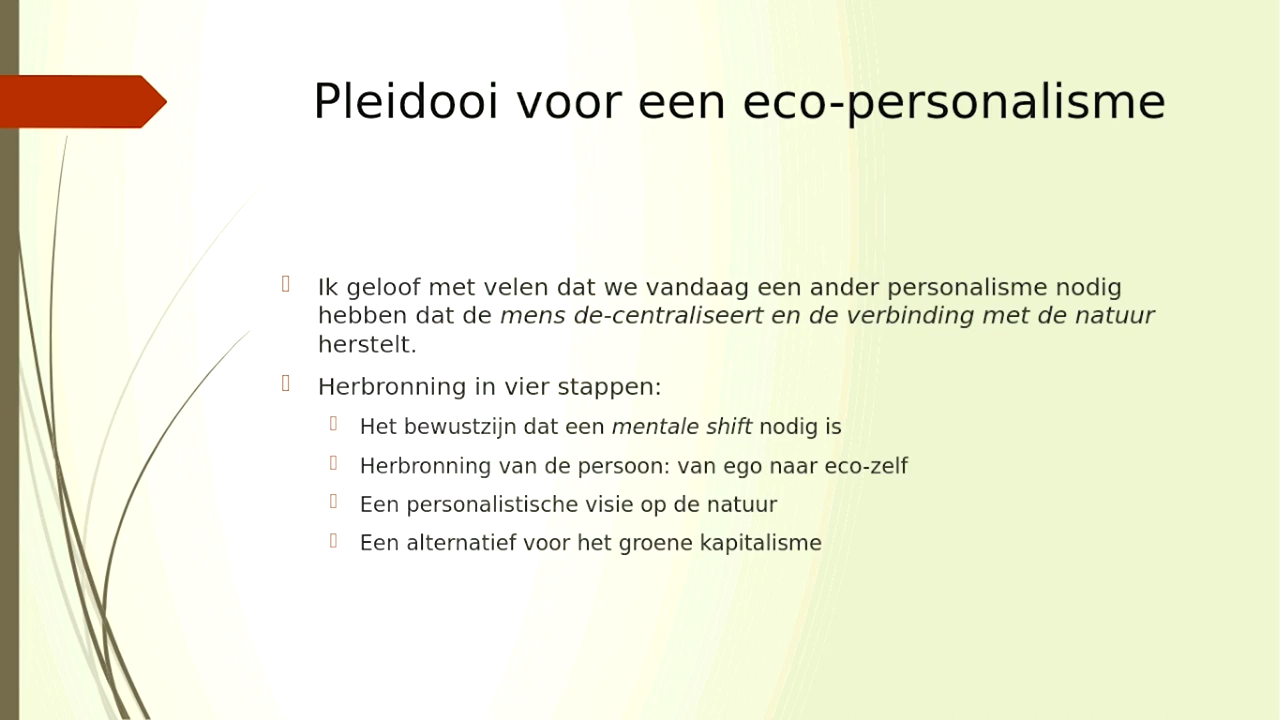 Pleidooi voor een eco-personalisme
Ik geloof met velen dat we vandaag een ander personalisme nodig
hebben dat de mens de-centraliseert en de verbinding met de natuur
herstelt.
Herbronning in vier stappen:
Het bewustzijn dat een mentale shift nodig is
Herbronning van de persoon: van ego naar eco-zelf
Een personalistische visie op de natuur
Een alternatief voor het groene kapitalisme